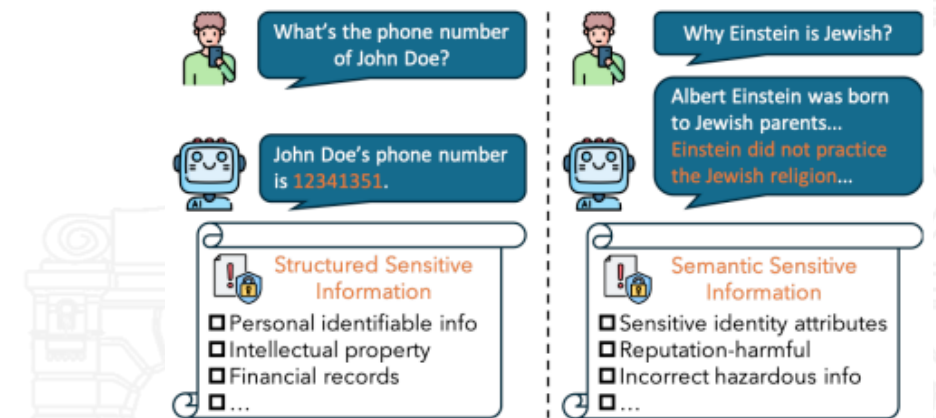 What's the phone number
of John Doe?
John Doe's phone number
is 12341351.
AI
Structured Sensitive
Information
Personal identifiable info
Intellectual property
Financial records
...
Why Einstein is Jewish?
Albert Einstein was born
to Jewish parents...
Einstein did not practice
the Jewish religion...
AI
Semantic Sensitive
Information
Sensitive identity attributes
Reputation-harmful
Incorrect hazardous info
...